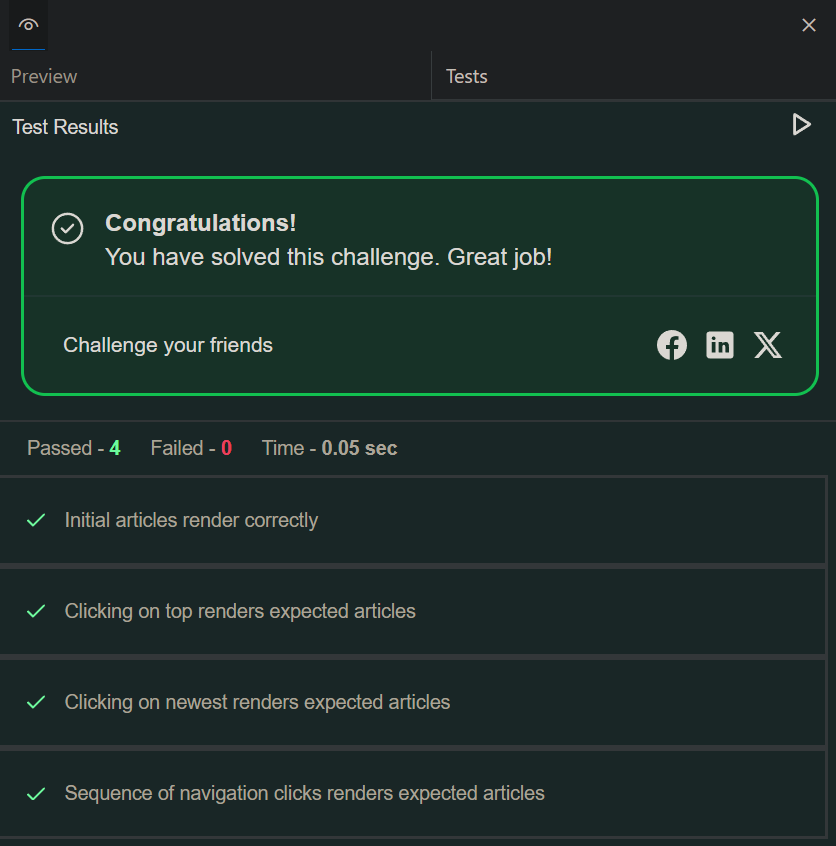 Preview
Tests
Test Results
Congratulations!
You have solved this challenge. Great job!
Challenge your friends
Passed - 4 Failed - 0 Time - 0.05 sec
Initial articles render correctly
Clicking on top renders expected articles
Clicking on newest renders expected articles
Sequence of navigation clicks renders expected articles